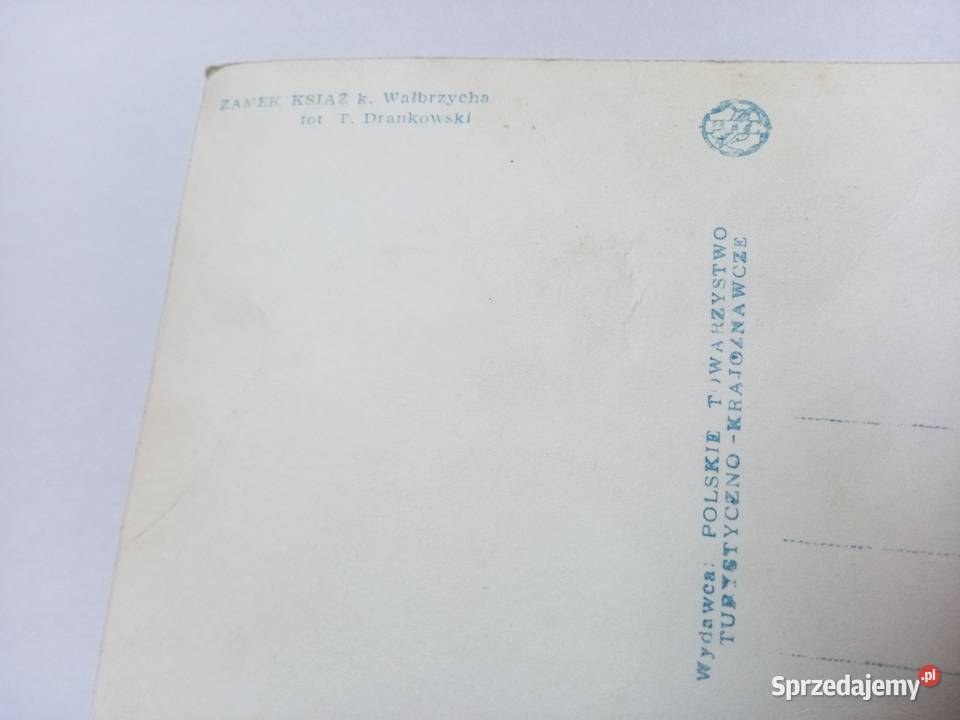 ZAMEK KSIĄŻ k. Wałbrzycha
fot T. Drankowski
Wydawca: POLSKIE TOWARZYSTWO
TURYSTYCZNO-KRAJOZNAWCZE
Sprzedajemy.pl